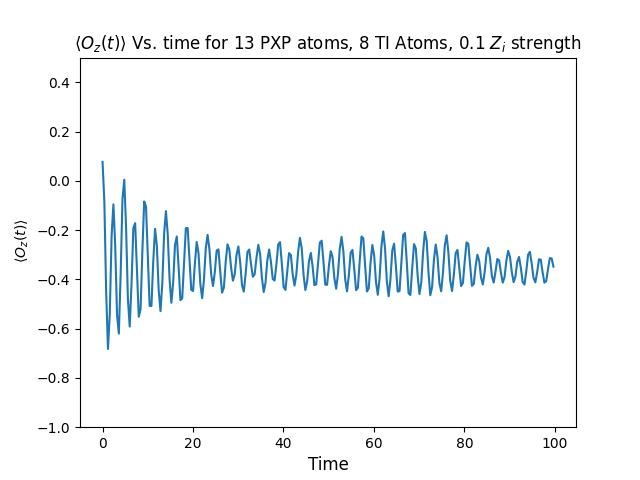 ⟨O_z(t)⟩ Vs. time for 13 PXP atoms, 8 TI Atoms, 0.1 Z_i strength
0.4
0.2
0.0
−0.2
−0.4
−0.6
−0.8
−1.0
⟨O_z(t)⟩
0 20 40 60 80 100
Time